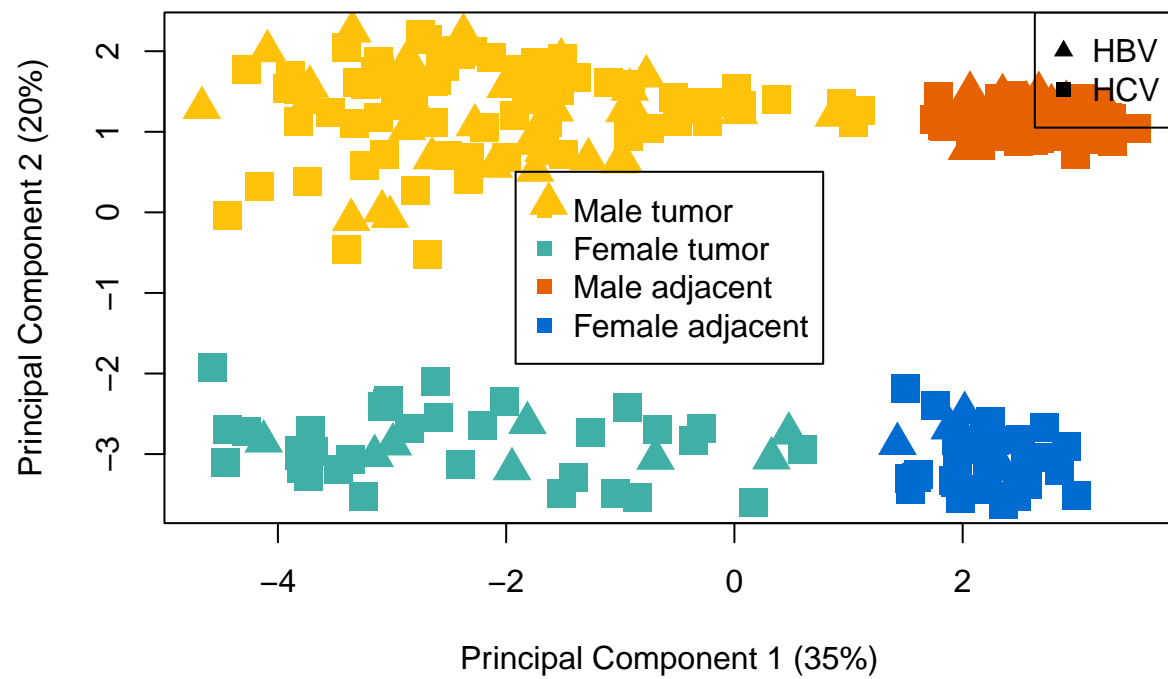 HBV
HCV
Male tumor
Female tumor
Male adjacent
Female adjacent
Principal Component 2 (20%)
2
1
0
−1
−2
−3
−4
−2
0
2
Principal Component 1 (35%)